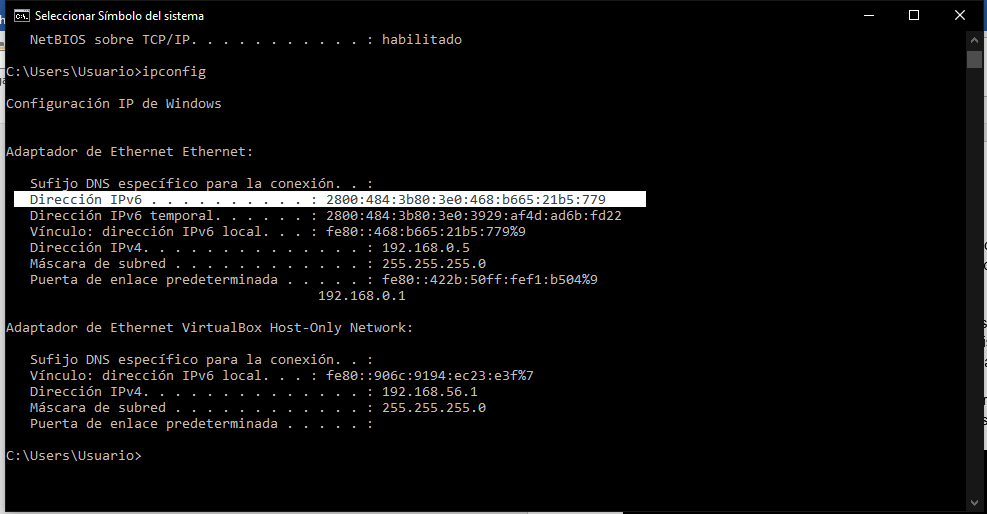 Seleccionar Símbolo del sistema
NetBIOS sobre TCP/IP. . . . . . . . . . . : habilitado
C:\Users\Usuario>ipconfig
Configuración IP de Windows
Adaptador de Ethernet Ethernet:
Sufijo DNS específico para la conexión. . :
Dirección IPv6 . . . . . . . . . . : 2800:484:3b80:3e0:468:b665:21b5:779
Dirección IPv6 temporal. . . . . . : 2800:484:3b80:3e0:3929:af4d:ad6b:fd22
Vínculo: dirección IPv6 local. . . : fe80::468:b665:21b5:779%9
Dirección IPv4. . . . . . . . . . . . . . : 192.168.0.5
Máscara de subred . . . . . . . . . . . . : 255.255.255.0
Puerta de enlace predeterminada . . . . . : fe80::422b:50ff:fef1:b504%9
192.168.0.1
Adaptador de Ethernet VirtualBox Host-Only Network:
Sufijo DNS específico para la conexión. . :
Vínculo: dirección IPv6 local. . . : fe80::906c:9194:ec23:e3f%7
Dirección IPv4. . . . . . . . . . . . . . : 192.168.56.1
Máscara de subred . . . . . . . . . . . . : 255.255.255.0
Puerta de enlace predeterminada . . . . . :
C:\Users\Usuario>